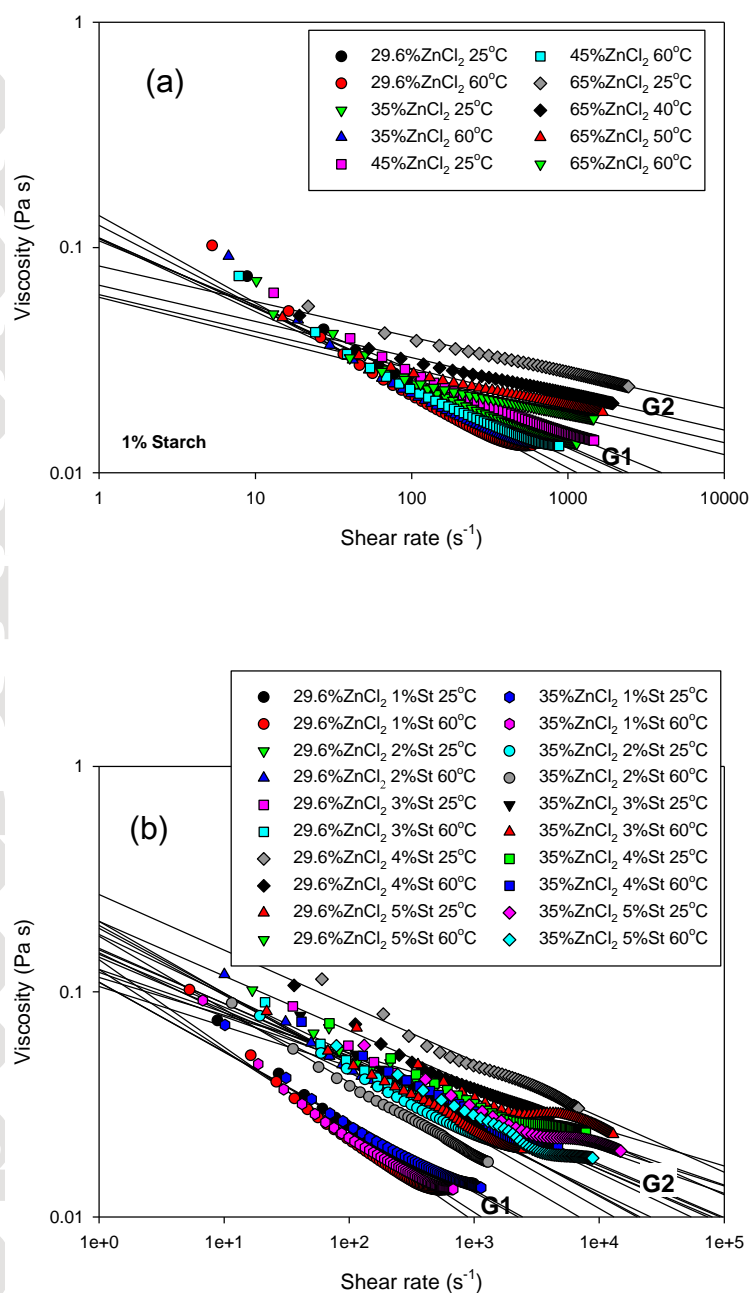 1
29.6%ZnCl₂ 25°C 45%ZnCl₂ 60°C
29.6%ZnCl₂ 60°C 65%ZnCl₂ 25°C
35%ZnCl₂ 25°C 65%ZnCl₂ 40°C
35%ZnCl₂ 60°C 65%ZnCl₂ 50°C
45%ZnCl₂ 25°C 65%ZnCl₂ 60°C
(a)
Viscosity (Pa s)
0.1
G2
1% Starch
G1
0.01
1 10 100 1000 10000
Shear rate (s⁻¹)
29.6%ZnCl₂ 1%St 25°C 35%ZnCl₂ 1%St 25°C
29.6%ZnCl₂ 1%St 60°C 35%ZnCl₂ 1%St 60°C
29.6%ZnCl₂ 2%St 25°C 35%ZnCl₂ 2%St 25°C
29.6%ZnCl₂ 2%St 60°C 35%ZnCl₂ 2%St 60°C
29.6%ZnCl₂ 3%St 25°C 35%ZnCl₂ 3%St 25°C
29.6%ZnCl₂ 3%St 60°C 35%ZnCl₂ 3%St 60°C
29.6%ZnCl₂ 4%St 25°C 35%ZnCl₂ 4%St 25°C
29.6%ZnCl₂ 4%St 60°C 35%ZnCl₂ 4%St 60°C
29.6%ZnCl₂ 5%St 25°C 35%ZnCl₂ 5%St 25°C
29.6%ZnCl₂ 5%St 60°C 35%ZnCl₂ 5%St 60°C
1
(b)
Viscosity (Pa s)
0.1
G2
G1
0.01
1e+0 1e+1 1e+2 1e+3 1e+4 1e+5
Shear rate (s⁻¹)